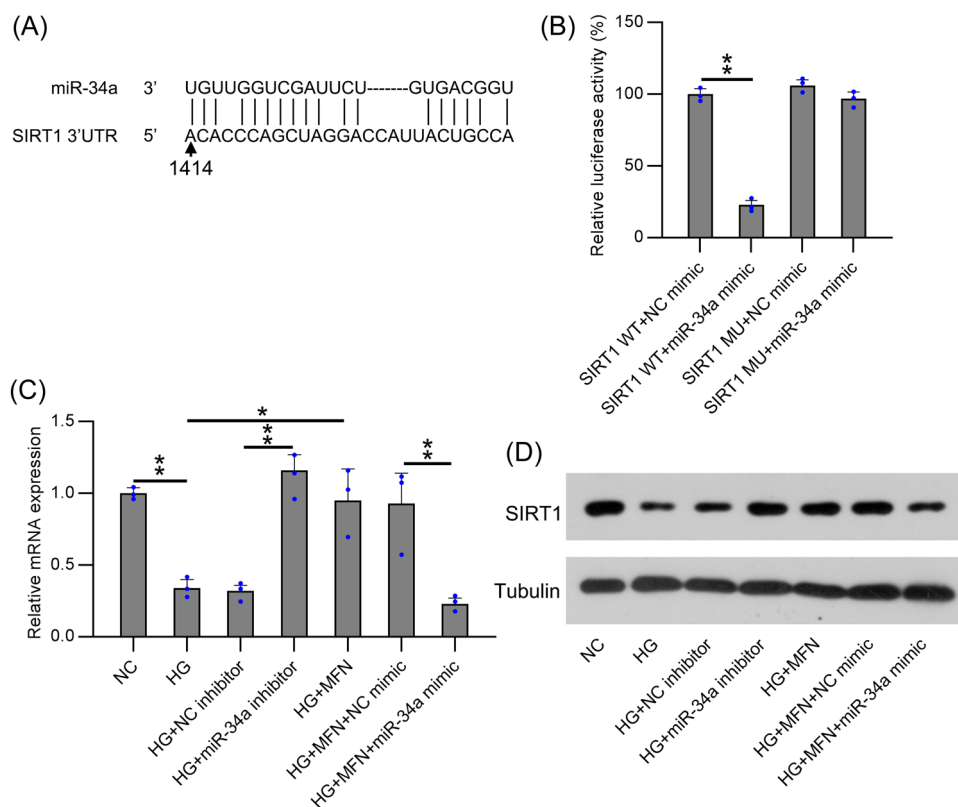 (A)
miR-34a 3' UGUUGGUCGAUUCU-------GUGACGGU
SIRT1 3'UTR 5' ACACCCAGCUAGGACCAUUACUGCCA
1414
(B)
Relative luciferase activity (%)
150
100
50
0
**
SIRT1 WT+NC mimic
SIRT1 WT+miR-34a mimic
SIRT1 MU+NC mimic
SIRT1 MU+miR-34a mimic
(C)
Relative mRNA expression
1.5
1.0
0.5
0.0
**
*
**
**
NC
HG
HG+NC inhibitor
HG+miR-34a inhibitor
HG+MFN
HG+MFN+NC mimic
HG+MFN+miR-34a mimic
(D)
SIRT1
Tubulin
NC
HG
HG+NC inhibitor
HG+miR-34a inhibitor
HG+MFN
HG+MFN+NC mimic
HG+MFN+miR-34a mimic